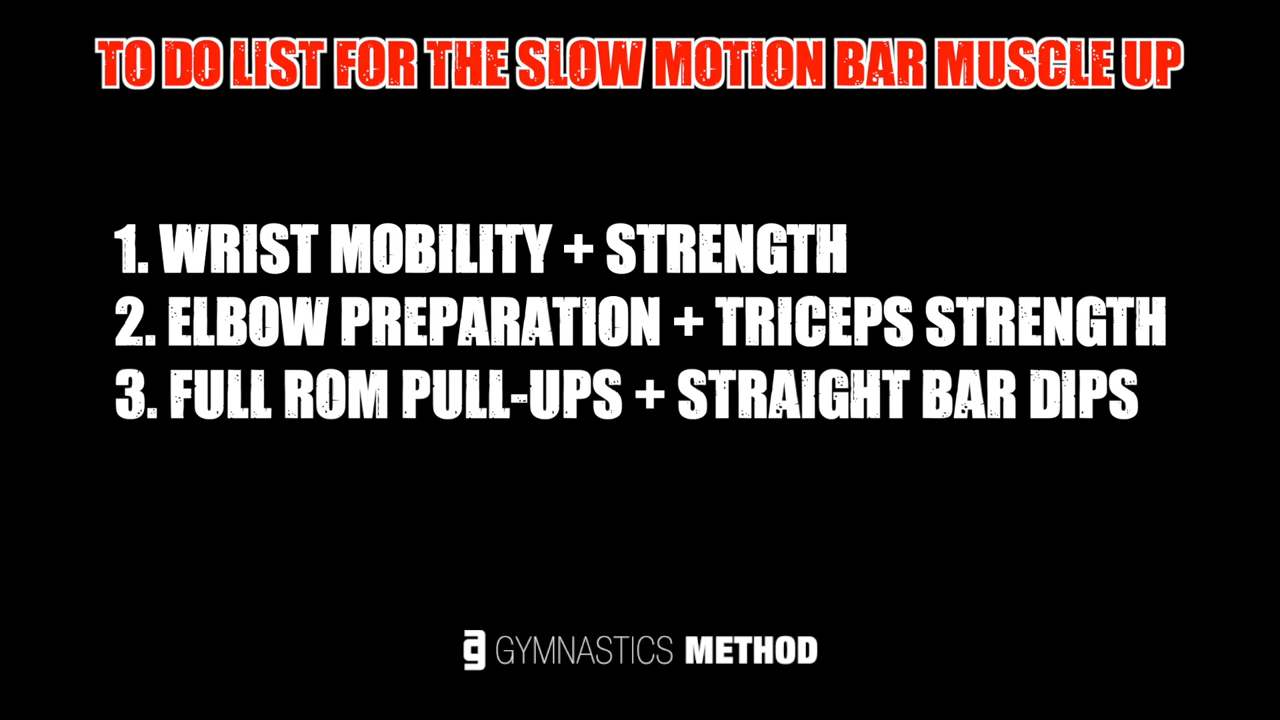 TO DO LIST FOR THE SLOW MOTION BAR MUSCLE UP
1. WRIST MOBILITY + STRENGTH
2. ELBOW PREPARATION + TRICEPS STRENGTH
3. FULL ROM PULL-UPS + STRAIGHT BAR DIPS
GYMNASTICS METHOD